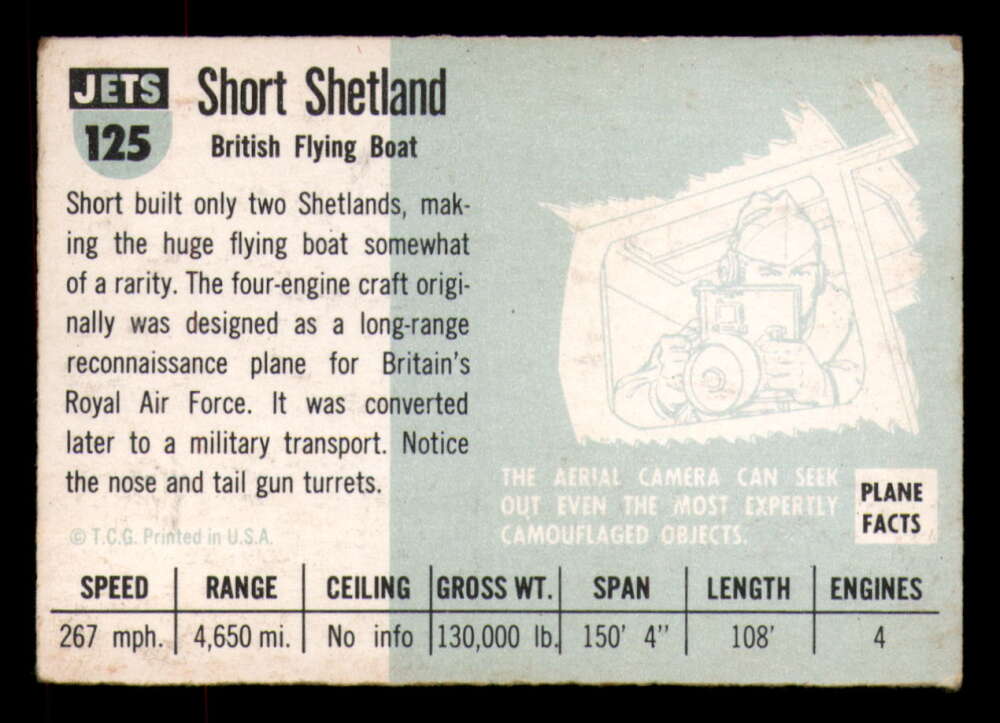 JETS
125
Short Shetland
British Flying Boat
Short built only two Shetlands, mak-
ing the huge flying boat somewhat
of a rarity. The four-engine craft origi-
nally was designed as a long-range
reconnaissance plane for Britain's
Royal Air Force. It was converted
later to a military transport. Notice
the nose and tail gun turrets.
© T.C.G. Printed in U.S.A.
THE AERIAL CAMERA CAN SEEK
OUT EVEN THE MOST EXPERTLY
CAMOUFLAGED OBJECTS.
PLANE
FACTS
SPEED RANGE CEILING GROSS WT. SPAN LENGTH ENGINES
267 mph. 4,650 mi. No info 130,000 lb. 150' 4" 108' 4